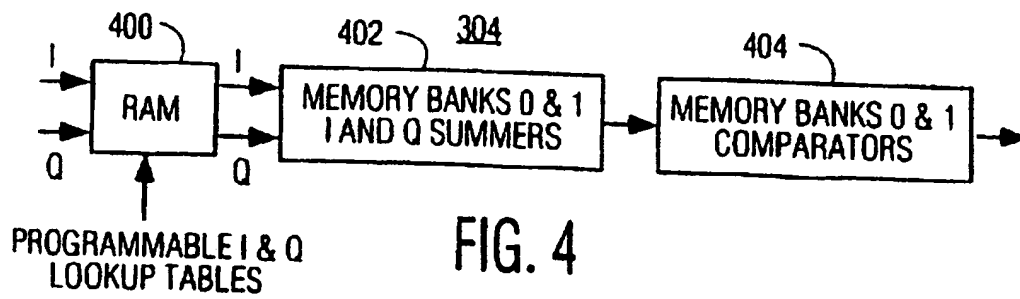 400
402
304
404
I
I
RAM
MEMORY BANKS 0 & 1
I AND Q SUMMERS
MEMORY BANKS 0 & 1
COMPARATORS
Q
Q
PROGRAMMABLE I & Q
LOOKUP TABLES
FIG. 4